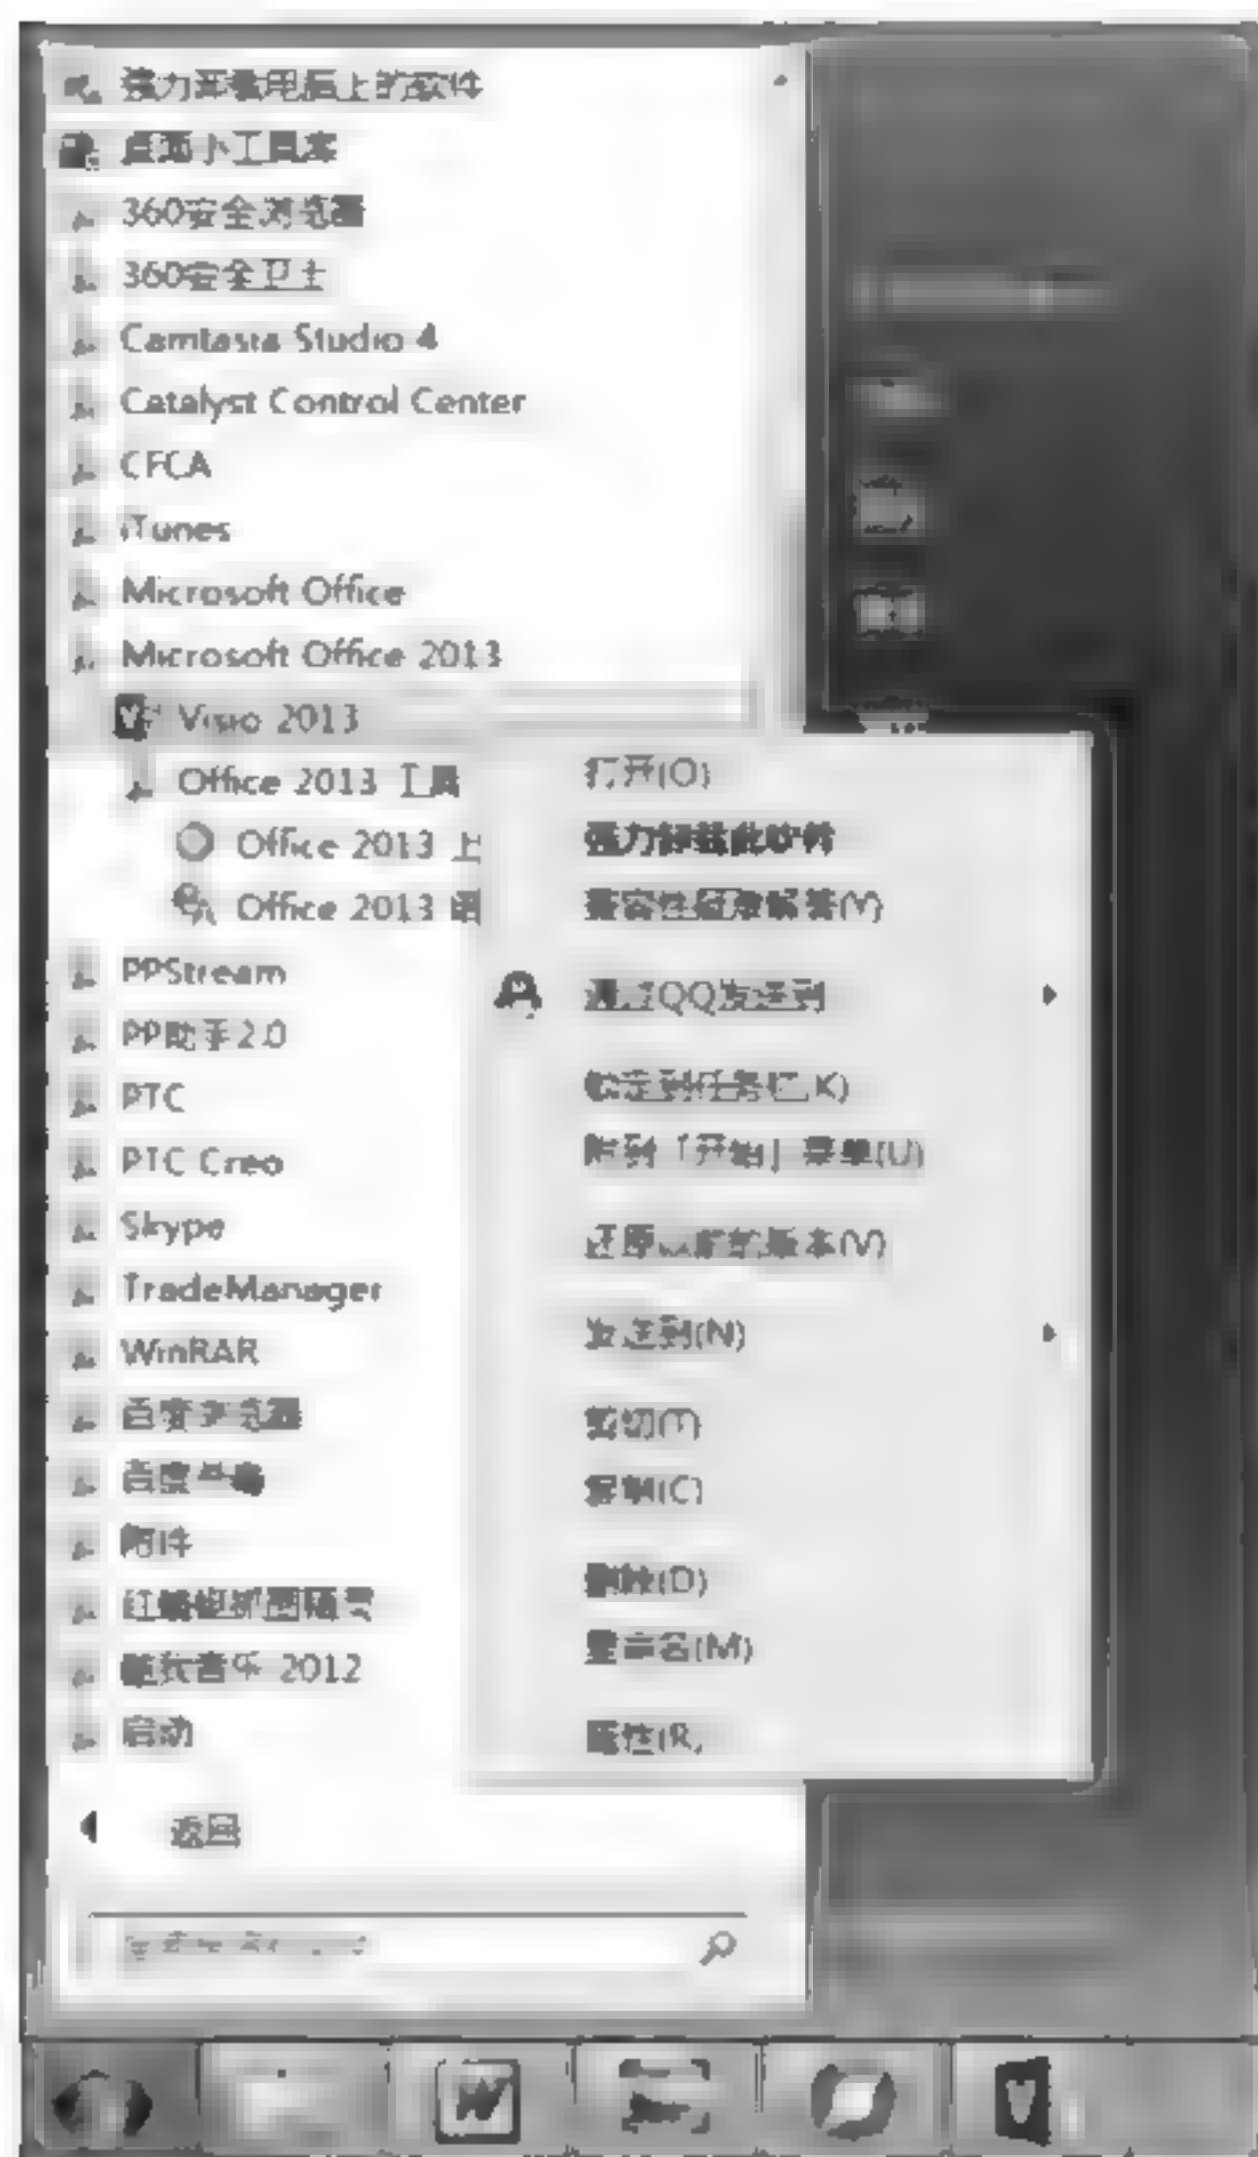 强力卸载电脑上的软件
桌面小工具库
360安全浏览器
360安全卫士
Camtasia Studio 4
Catalyst Control Center
CFCA
iTunes
Microsoft Office
Microsoft Office 2013
Visio 2013
Office 2013 工具
Office 2013 上
Office 2013 语
PPStream
PP助手2.0
PTC
PTC Creo
Skype
TradeManager
WinRAR
百度浏览器
附件
酷我音乐 2012
启动
返回
打开(O)
强力卸载此软件
兼容性疑难解答(Y)
通过QQ发送到
锁定到任务栏(K)
附到「开始」菜单(U)
还原以前的版本(V)
发送到(N)
剪切(T)
复制(C)
删除(D)
重命名(M)
属性(R)